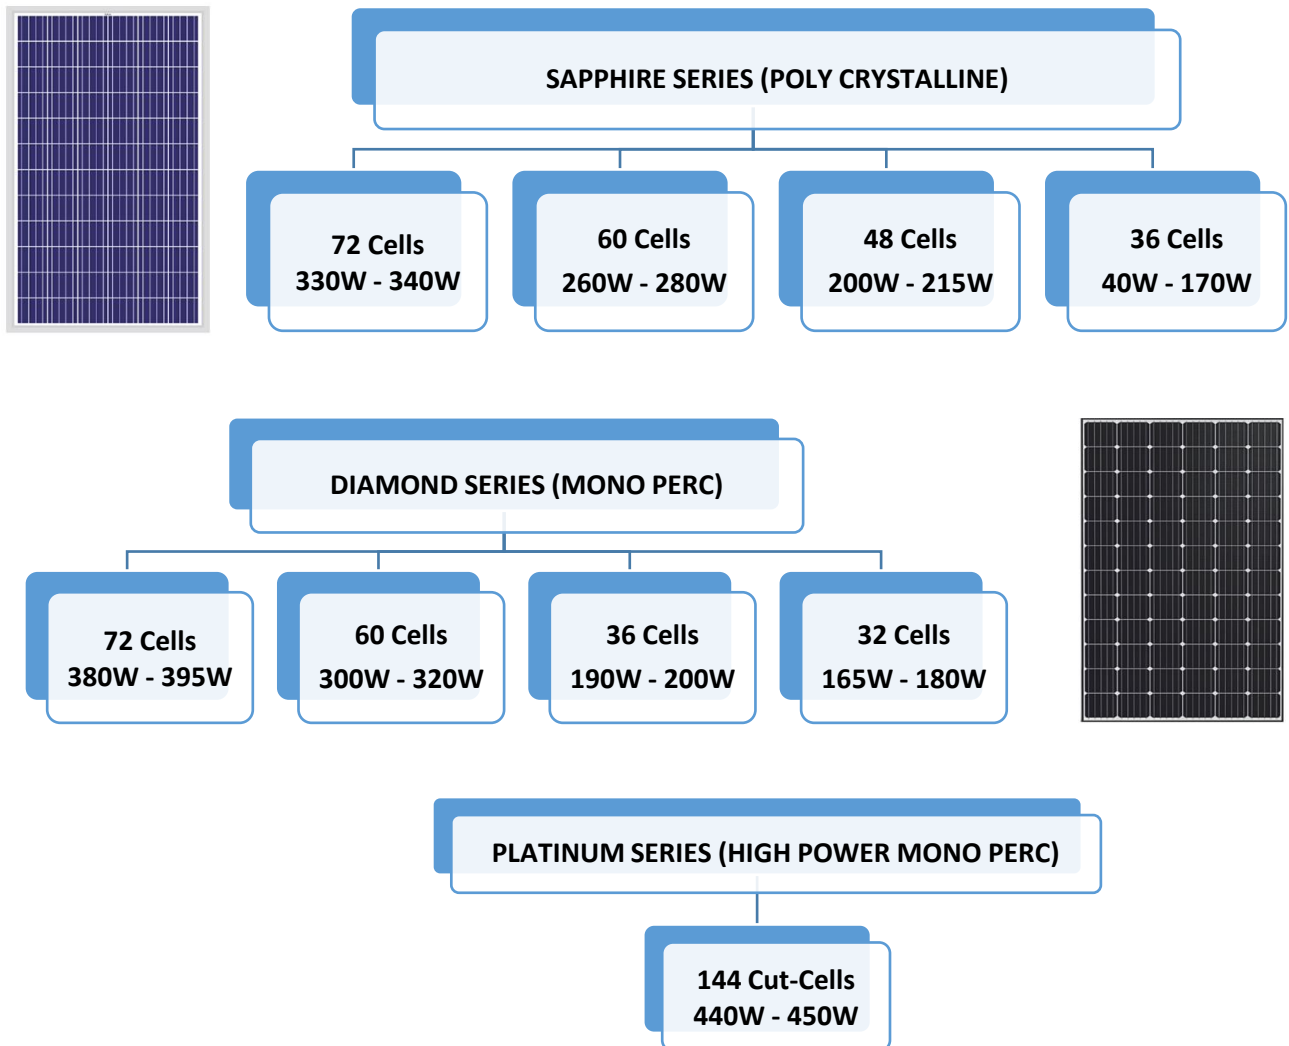 SAPPHIRE SERIES (POLY CRYSTALLINE)
72 Cells
330W - 340W
60 Cells
260W - 280W
48 Cells
200W - 215W
36 Cells
40W - 170W
DIAMOND SERIES (MONO PERC)
72 Cells
380W - 395W
60 Cells
300W - 320W
36 Cells
190W - 200W
32 Cells
165W - 180W
PLATINUM SERIES (HIGH POWER MONO PERC)
144 Cut-Cells
440W - 450W